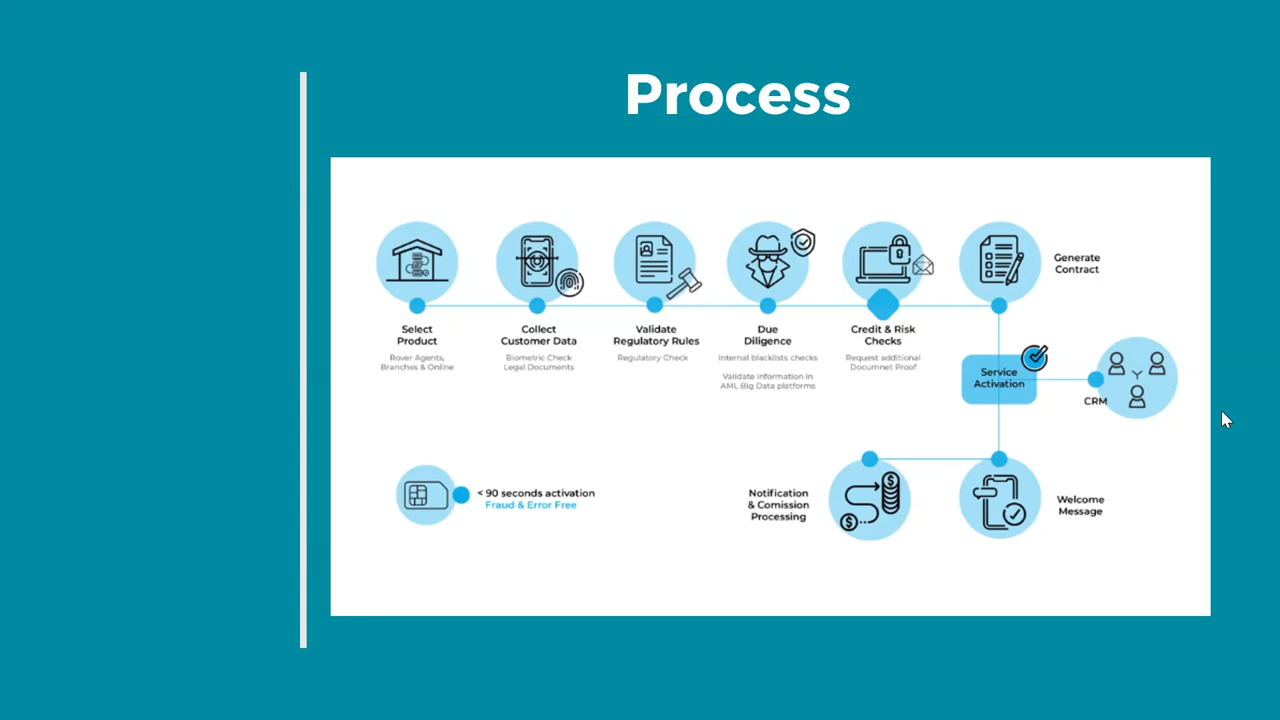 Process
Select
Product
Rover Agents,
Branches & Online
Collect
Customer Data
Biometric Check
Legal Documents
Validate
Regulatory Rules
Regulatory Check
Due
Diligence
Internal blacklists checks
Validate information in
AML Big Data platforms
Credit & Risk
Checks
Request additional
Documnet Proof
Generate
Contract
Service
Activation
CRM
< 90 seconds activation
Fraud & Error Free
Notification
& Comission
Processing
Welcome
Message